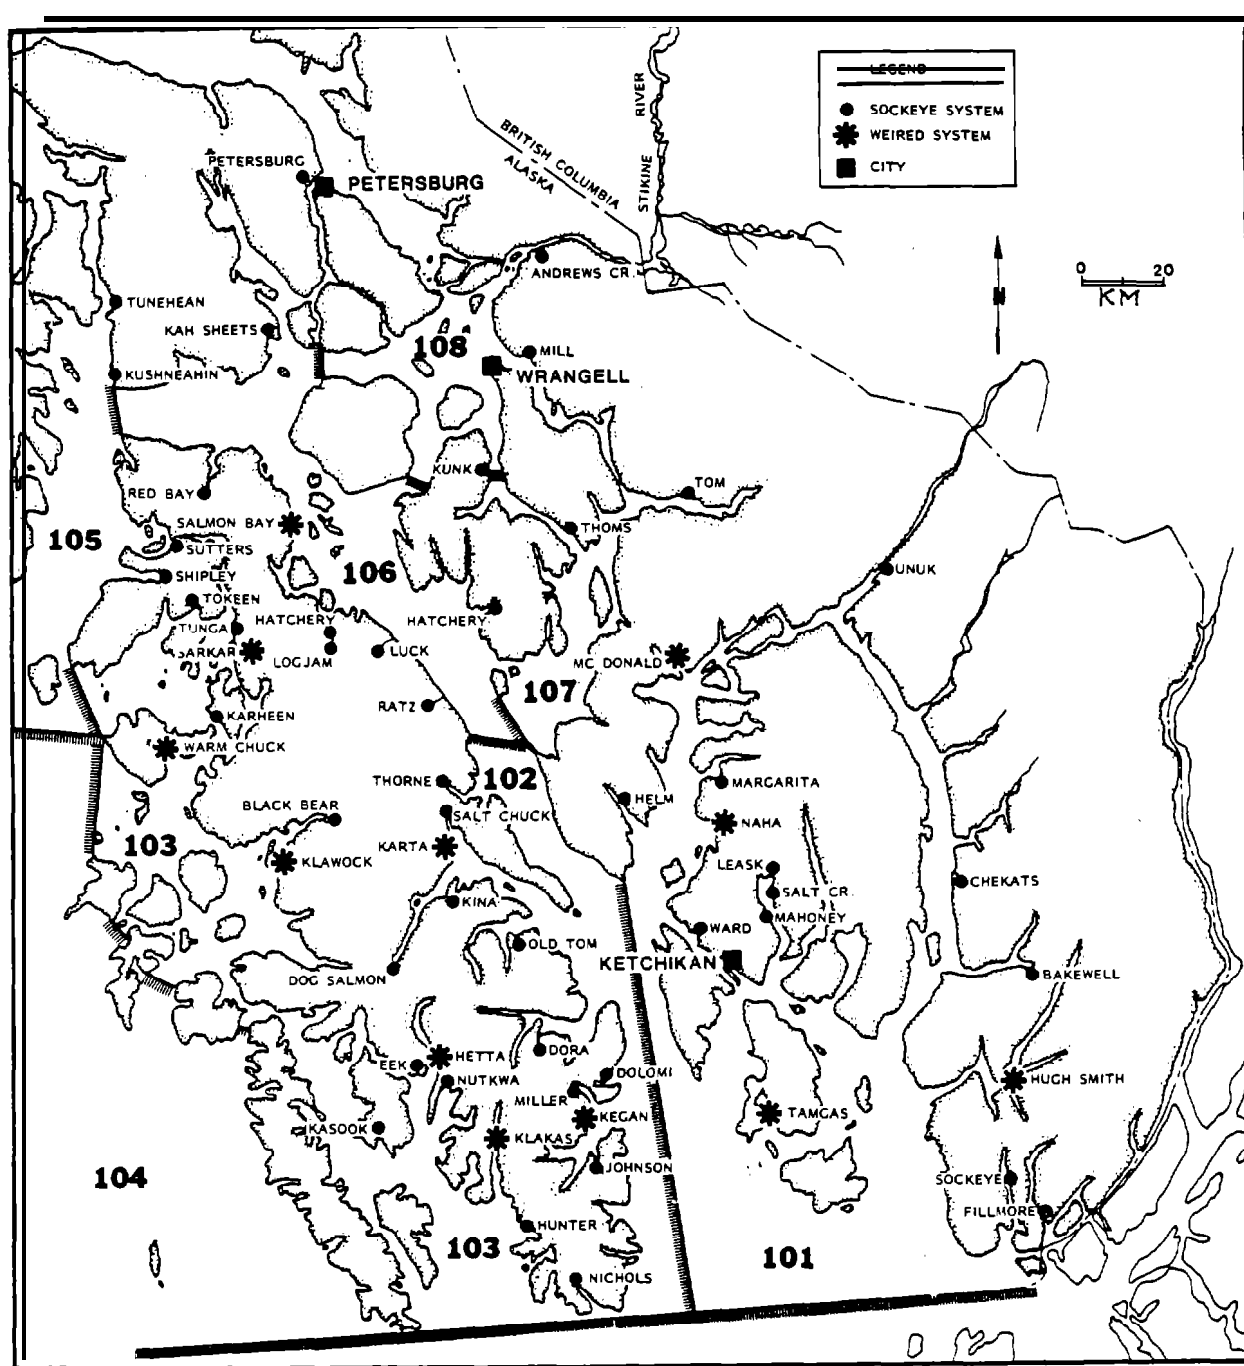 LEGEND
SOCKEYE SYSTEM
WEIRED SYSTEM
CITY
RIVER
STIKINE
BRITISH COLUMBIA
ALASKA
PETERSBURG
PETERSBURG
ANDREWS CR.
0 20
KM
N
TUNEHEAN
KAH SHEETS
108
MILL
WRANGELL
KUSHNEAHIN
KUNK
TOM
RED BAY
SALMON BAY
THOMS
105
SUTTERS
106
UNUK
SHIPLEY
TOKEEN
HATCHERY
HATCHERY
TUNGA
SARKAR
LOGJAM
LUCK
MC DONALD
107
RATZ
KARHEEN
WARM CHUCK
THORNE
102
MARGARITA
HELM
BLACK BEAR
SALT CHUCK
NAHA
103
KARTA
KLAWOCK
LEASK
CHEKATS
SALT CR.
KINA
MAHONEY
WARD
OLD TOM
KETCHIKAN
DOG SALMON
BAKEWELL
DORA
HETTA
EEK
NUTKWA
DOLOMI
HUGH SMITH
MILLER
KEGAN
TAMGAS
KASOOK
KLAKAS
JOHNSON
104
SOCKEYE
FILLMORE
HUNTER
103
101
NICHOLS